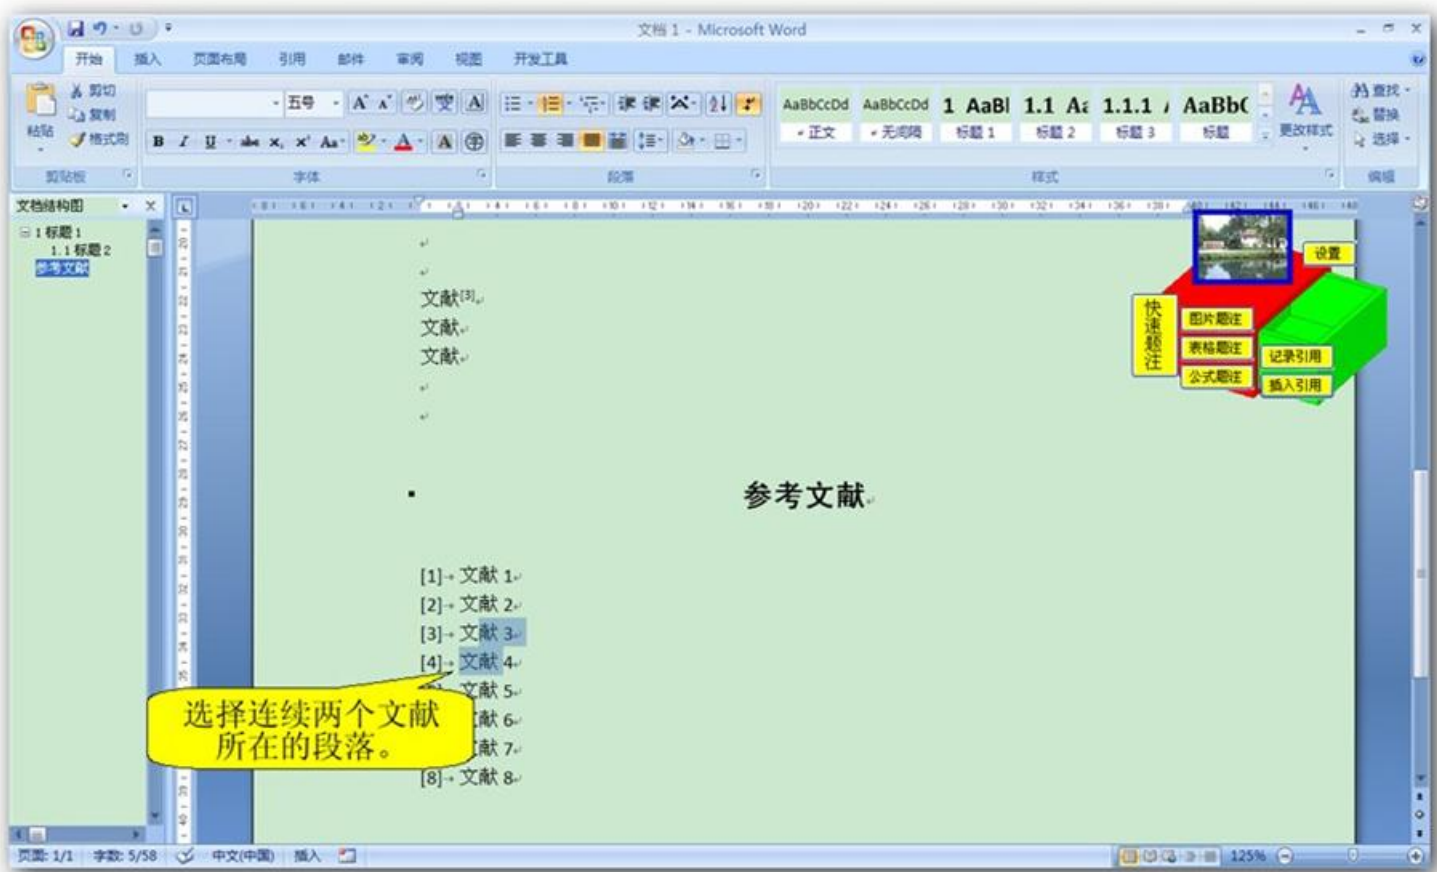 文档 1 - Microsoft Word
开始 插入 页面布局 引用 邮件 审阅 视图 开发工具
剪切
复制
格式刷
粘贴
剪贴板
五号
字体
段落
AaBbCcDd AaBbCcDd 1 AaBl 1.1 Aa 1.1.1 AaBb(
正文 无间隔 标题 1 标题 2 标题 3 标题
更改样式
样式
查找
替换
选择
编辑
文档结构图
1 标题 1
1.1 标题 2
参考文献
文献[3]
文献
文献
设置
快速题注
图片题注
表格题注
公式题注
记录引用
插入引用
参考文献
[1] 文献 1
[2] 文献 2
[3] 文献 3
[4] 文献 4
文献 5
献 6
献 7
[8] 文献 8
选择连续两个文献
所在的段落。
页面: 1/1 字数: 5/58 中文(中国) 插入 125%